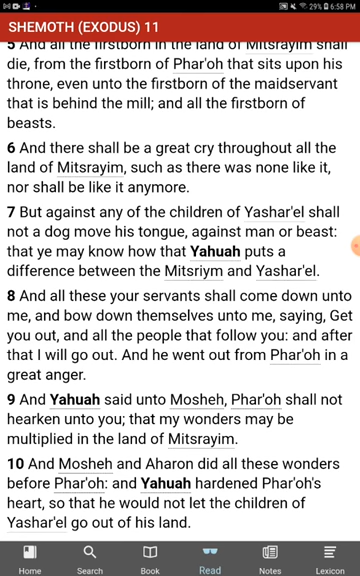 29% 6:58 PM
SHEMOTH (EXODUS) 11
5 And all the firstborn in the land of Mitsrayim shall
die, from the firstborn of Phar'oh that sits upon his
throne, even unto the firstborn of the maidservant
that is behind the mill; and all the firstborn of
beasts.
6 And there shall be a great cry throughout all the
land of Mitsrayim, such as there was none like it,
nor shall be like it anymore.
7 But against any of the children of Yashar'el shall
not a dog move his tongue, against man or beast:
that ye may know how that Yahuah puts a
difference between the Mitsriym and Yashar'el.
8 And all these your servants shall come down unto
me, and bow down themselves unto me, saying, Get
you out, and all the people that follow you: and after
that I will go out. And he went out from Phar'oh in a
great anger.
9 And Yahuah said unto Mosheh, Phar'oh shall not
hearken unto you; that my wonders may be
multiplied in the land of Mitsrayim.
10 And Mosheh and Aharon did all these wonders
before Phar'oh: and Yahuah hardened Phar'oh's
heart, so that he would not let the children of
Yashar'el go out of his land.
Home Search Book Read Notes Lexicon